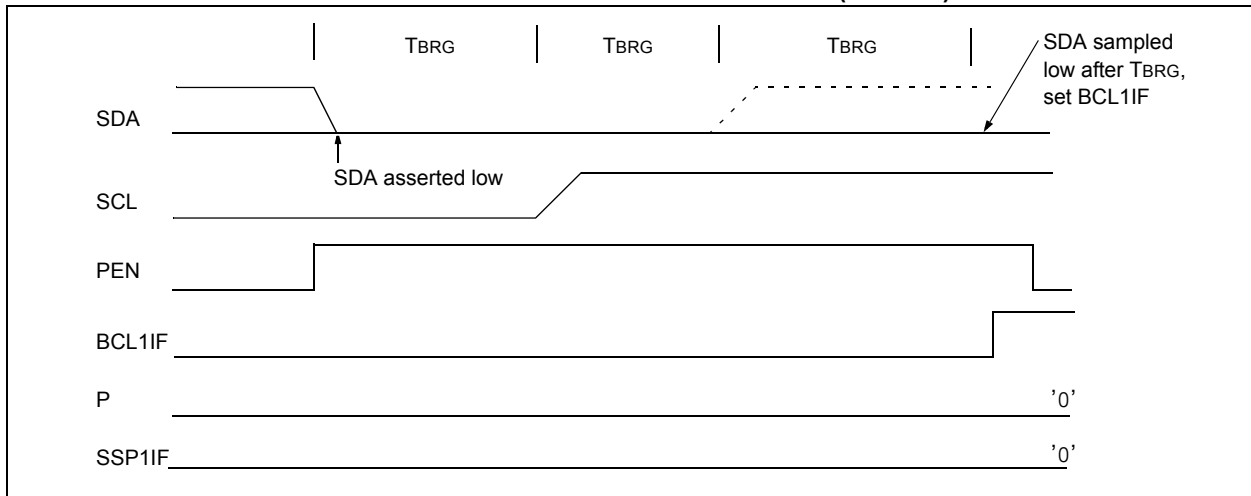 TBRG TBRG TBRG
SDA sampled
low after TBRG,
set BCL1IF
SDA
SDA asserted low
SCL
PEN
BCL1IF
P '0'
SSP1IF '0'